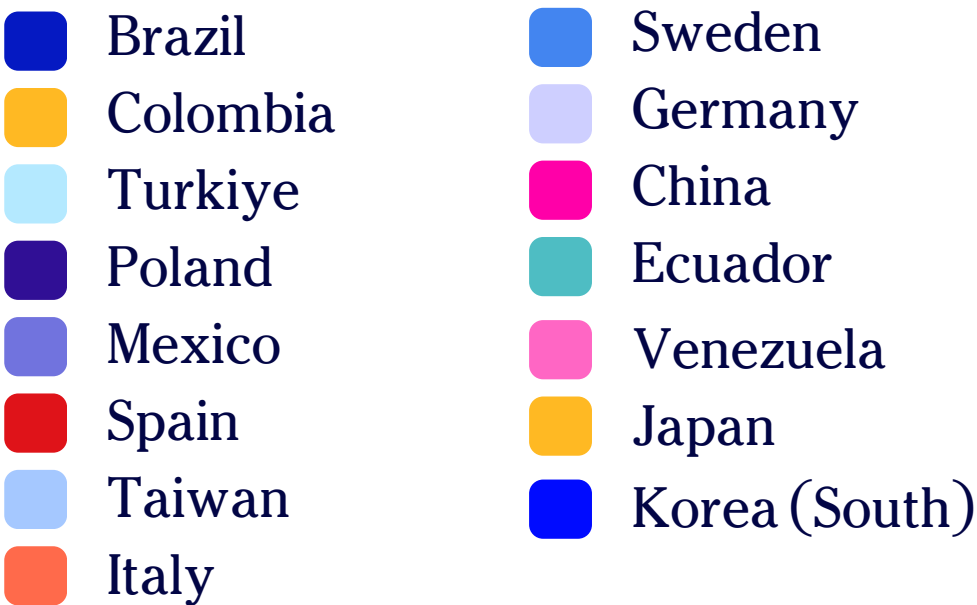 Brazil
Colombia
Turkiye
Poland
Mexico
Spain
Taiwan
Italy
Sweden
Germany
China
Ecuador
Venezuela
Japan
Korea (South)